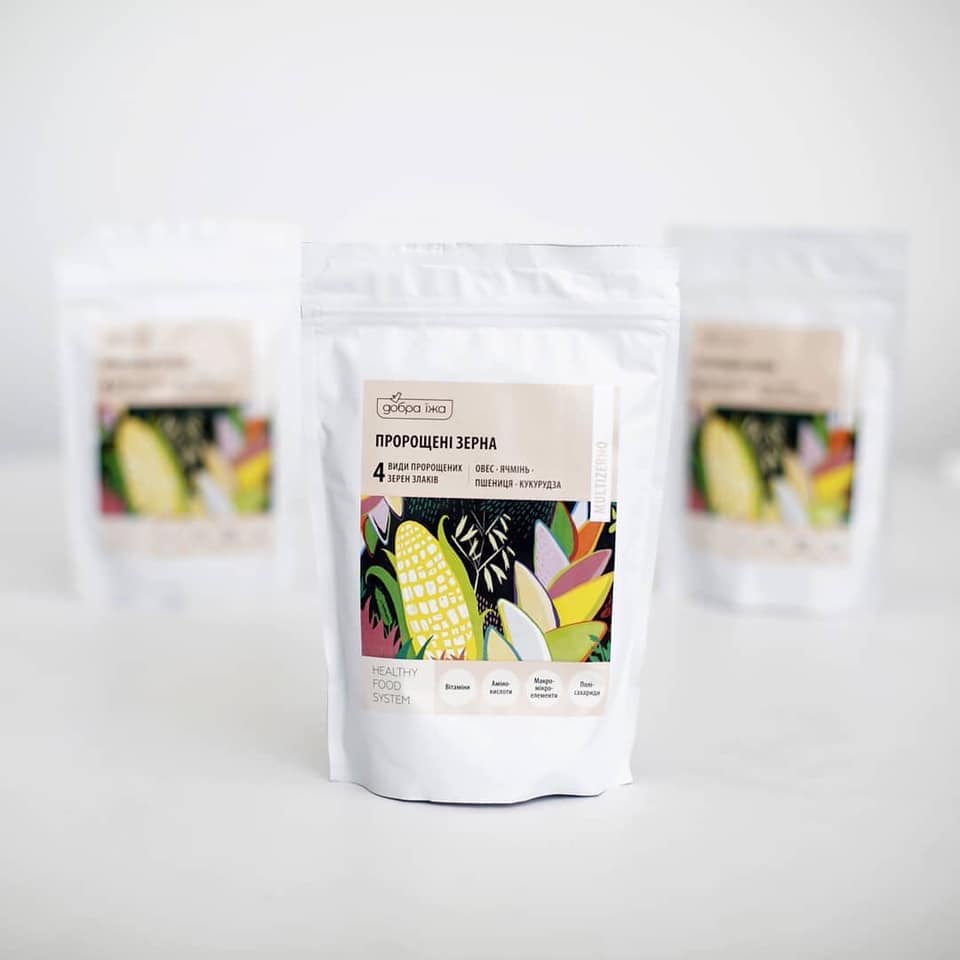 добра їжа
ПРОРОЩЕНІ ЗЕРНА
4 ВИДИ ПРОРОЩЕНИХ
ЗЕРЕН ЗЛАКІВ
ОВЕС · ЯЧМІНЬ ·
ПШЕНИЦЯ · КУКУРУДЗА
MULTIZERNO
HEALTHY
FOOD
SYSTEM
Вітаміни
Аміно-
кислоти
Макро-
мікро-
елементи
Полі-
сахариди